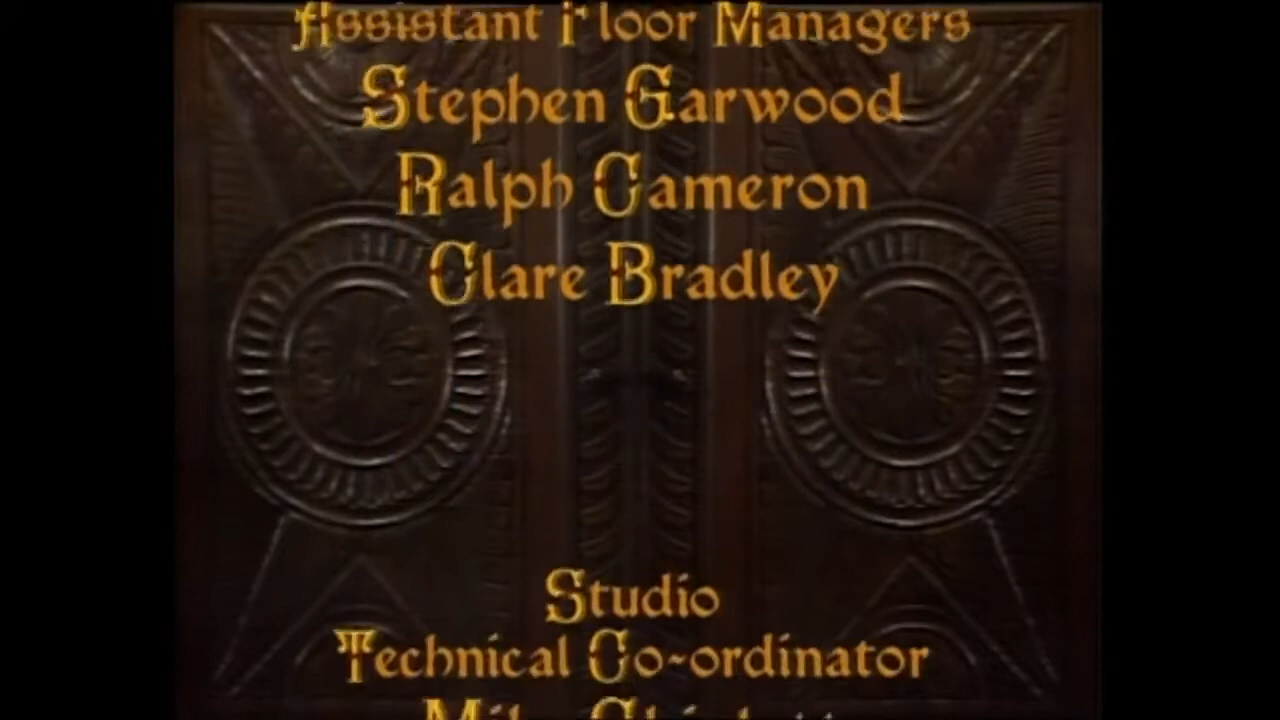 Assistant Floor Managers
Stephen Garwood
Ralph Cameron
Clare Bradley
Studio
Technical Co-ordinator